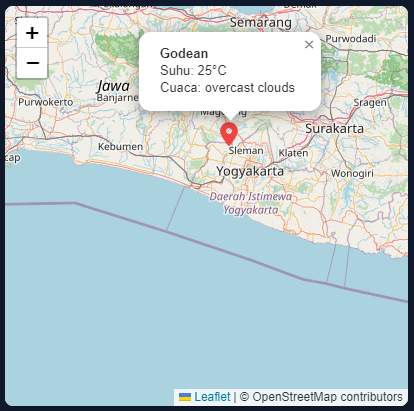 Semarang
+
−
Godean
×
Suhu: 25°C
Cuaca: overcast clouds
Purwodadi
Jawa
Banjarne
Purwokerto
Sragen
Surakarta
Kebumen
Sleman
Klaten
cap
Yogyakarta
Wonogiri
Daerah Istimewa
Yogyakarta
Leaflet | © OpenStreetMap contributors